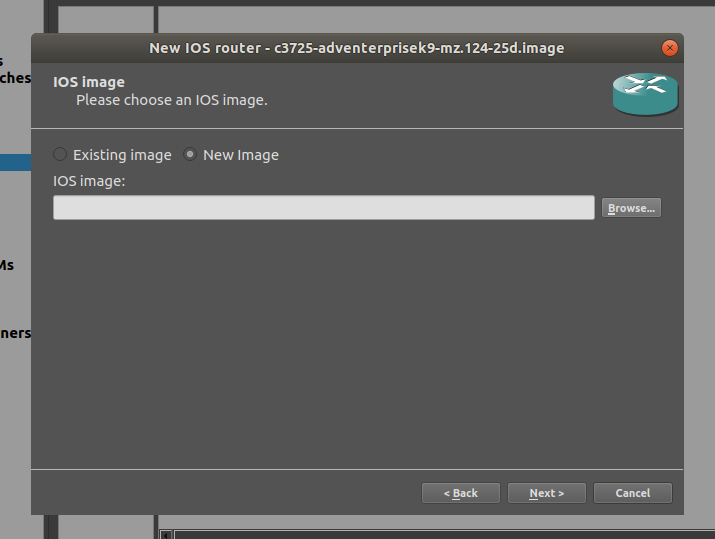 New IOS router - c3725-adventerprisek9-mz.124-25d.image
IOS image
Please choose an IOS image.
ches
Existing image
New Image
IOS image:
Browse...
Ms
ners
< Back
Next >
Cancel